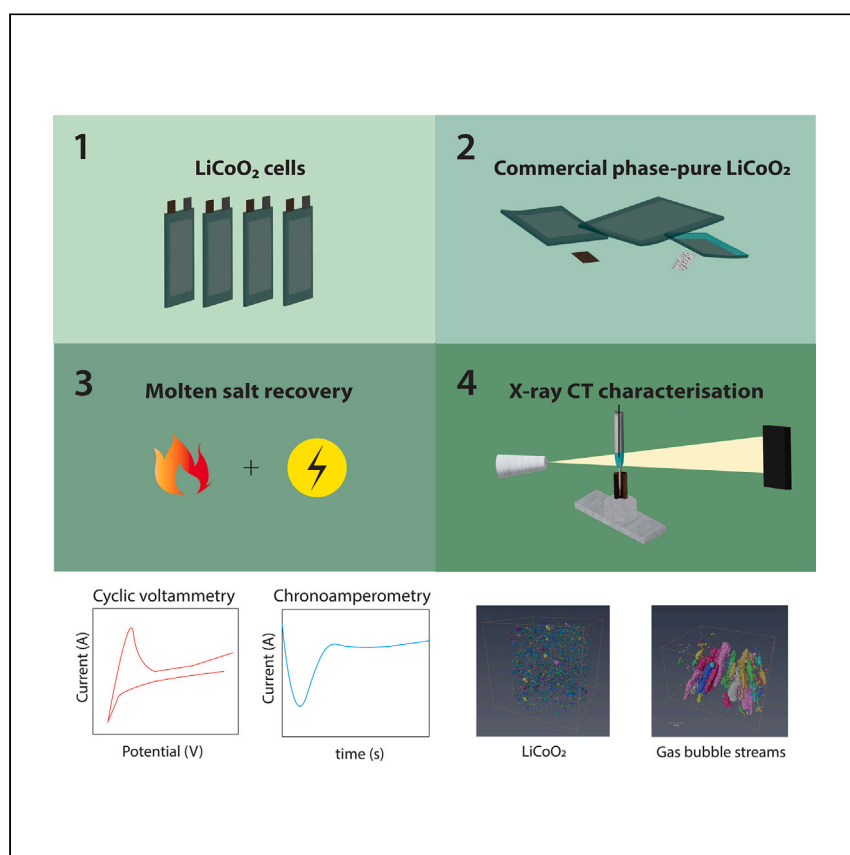 1
LiCoO₂ cells
2
Commercial phase-pure LiCoO₂
3
Molten salt recovery
+
4
X-ray CT characterisation
Cyclic voltammetry
Current (A)
Potential (V)
Chronoamperometry
Current (A)
time (s)
LiCoO₂
Gas bubble streams